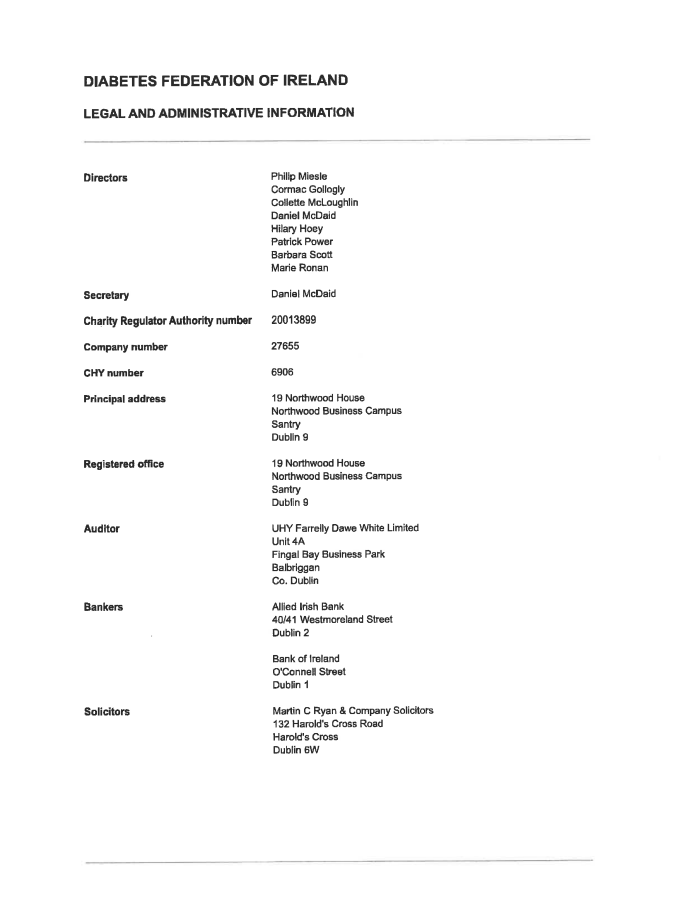 DIABETES FEDERATION OF IRELAND
LEGAL AND ADMINISTRATIVE INFORMATION
Directors Philip Miesle
Cormac Gollogly
Collette McLoughlin
Daniel McDaid
Hilary Hoey
Patrick Power
Barbara Scott
Marie Ronan
Secretary Daniel McDaid
Charity Regulator Authority number 20013899
Company number 27655
CHY number 6906
Principal address 19 Northwood House
Northwood Business Campus
Santry
Dublin 9
Registered office 19 Northwood House
Northwood Business Campus
Santry
Dublin 9
Auditor UHY Farrelly Dawe White Limited
Unit 4A
Fingal Bay Business Park
Balbriggan
Co. Dublin
Bankers Allied Irish Bank
40/41 Westmoreland Street
Dublin 2
Bank of Ireland
O'Connell Street
Dublin 1
Solicitors Martin C Ryan & Company Solicitors
132 Harold's Cross Road
Harold's Cross
Dublin 6W